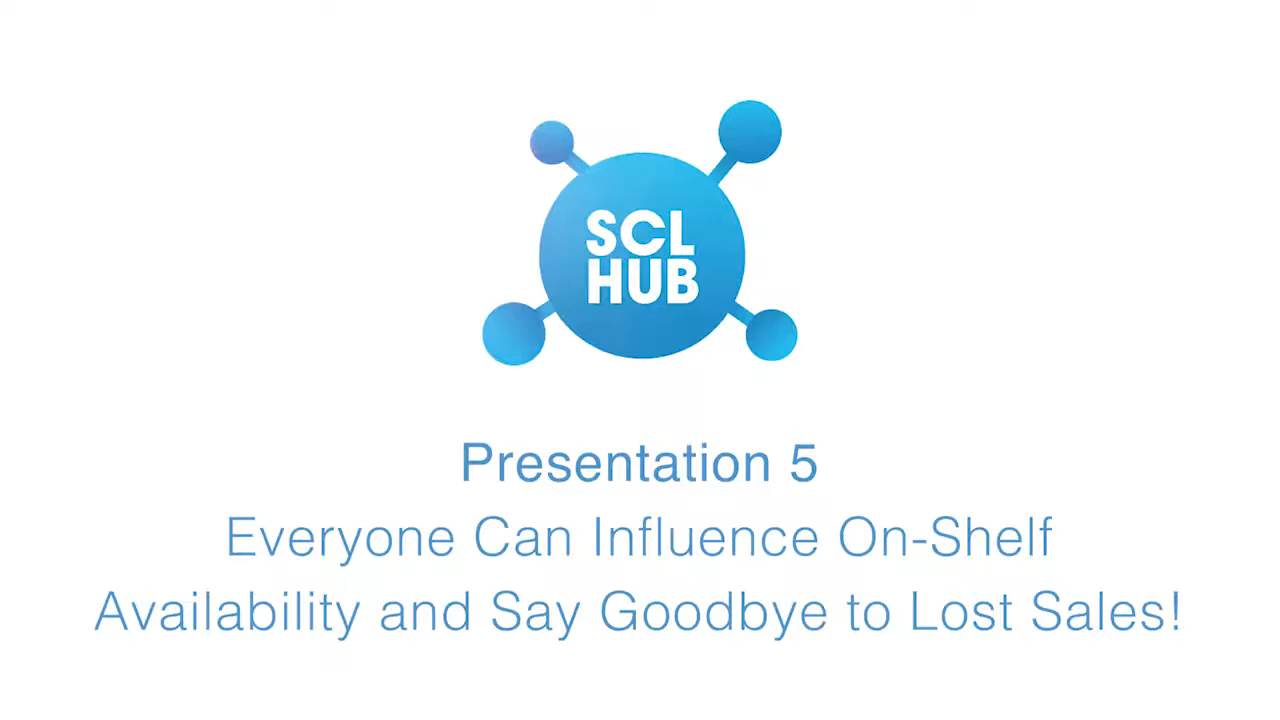 SCL
HUB
Presentation 5
Everyone Can Influence On-Shelf
Availability and Say Goodbye to Lost Sales!